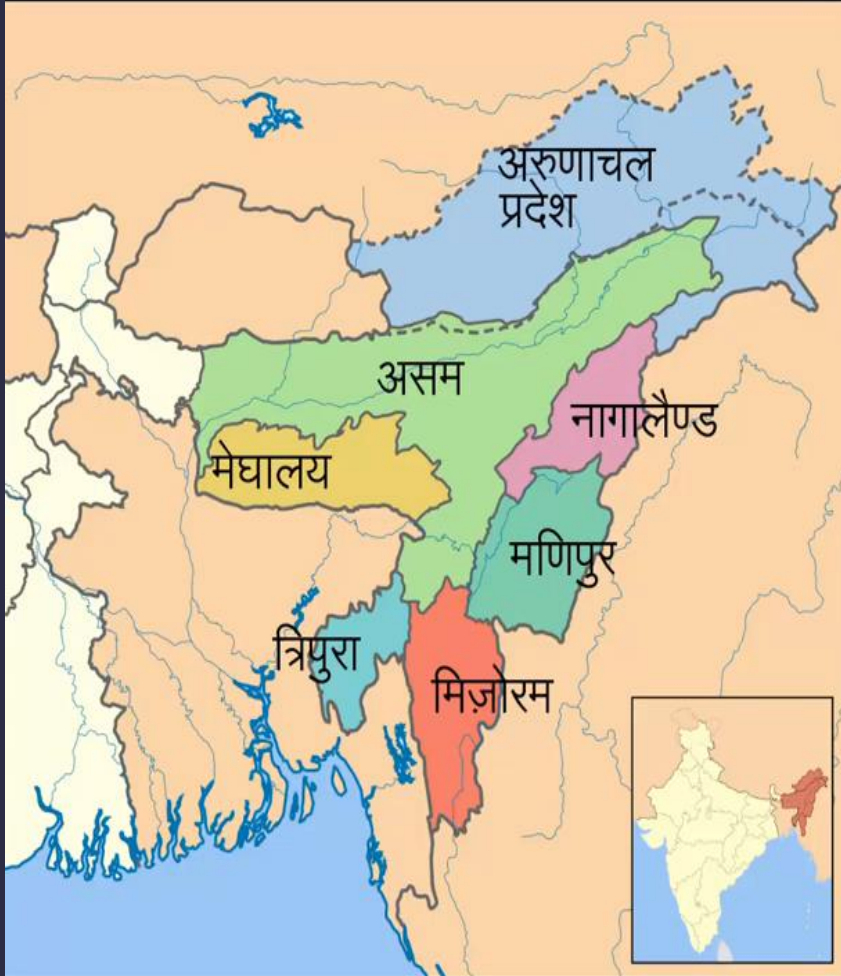 अरुणाचल
प्रदेश
असम
नागालैण्ड
मेघालय
मणिपुर
त्रिपुरा
मिज़ोरम